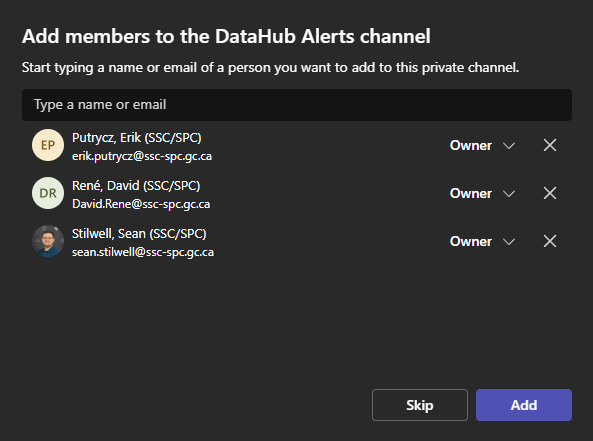 Add members to the DataHub Alerts channel
Start typing a name or email of a person you want to add to this private channel.
Type a name or email
EP
Putrycz, Erik (SSC/SPC)
Owner
erik.putrycz@ssc-spc.gc.ca
DR
René, David (SSC/SPC)
Owner
David.Rene@ssc-spc.gc.ca
Stilwell, Sean (SSC/SPC)
Owner
sean.stilwell@ssc-spc.gc.ca
Skip
Add